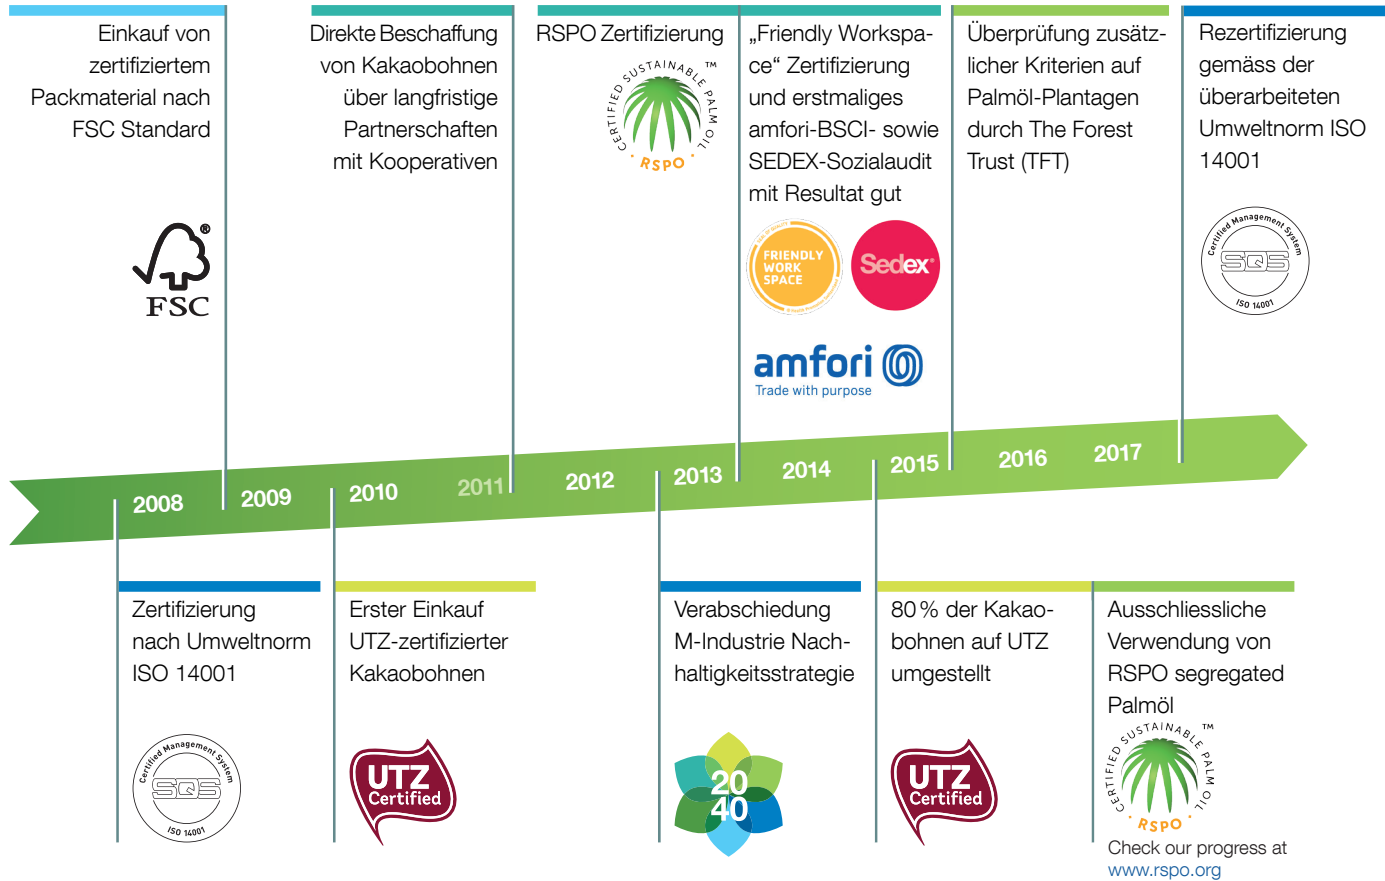 Einkauf von
zertifiziertem
Packmaterial nach
FSC Standard
®
FSC
Direkte Beschaffung
von Kakaobohnen
über langfristige
Partnerschaften
mit Kooperativen
RSPO Zertifizierung
CERTIFIED SUSTAINABLE PALM OIL ™
· RSPO ·
„Friendly Workspa-
ce“ Zertifizierung
und erstmaliges
amfori-BSCI- sowie
SEDEX-Sozialaudit
mit Resultat gut
FRIENDLY
WORK
SPACE
Sedex®
amfori
Trade with purpose
Überprüfung zusätz-
licher Kriterien auf
Palmöl-Plantagen
durch The Forest
Trust (TFT)
Rezertifizierung
gemäss der
überarbeiteten
Umweltnorm ISO
14001
Certified Management System
SQS
ISO 14001
2008
2009
2010
2011
2012
2013
2014
2015
2016
2017
Zertifizierung
nach Umweltnorm
ISO 14001
Certified Management System
SQS
ISO 14001
Erster Einkauf
UTZ-zertifizierter
Kakaobohnen
UTZ
Certified
Verabschiedung
M-Industrie Nach-
haltigkeitsstrategie
20
40
80 % der Kakao-
bohnen auf UTZ
umgestellt
UTZ
Certified
Ausschliessliche
Verwendung von
RSPO segregated
Palmöl
CERTIFIED SUSTAINABLE PALM OIL ™
· RSPO ·
Check our progress at
www.rspo.org